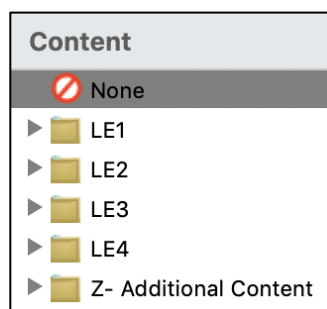 Content
None
LE1
LE2
LE3
LE4
Z- Additional Content